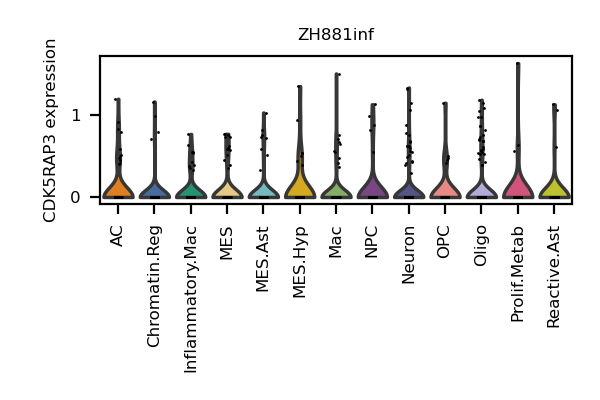 ZH881inf
CDK5RAP3 expression
1
0
AC
Chromatin.Reg
Inflammatory.Mac
MES
MES.Ast
MES.Hyp
Mac
NPC
Neuron
OPC
Oligo
Prolif.Metab
Reactive.Ast